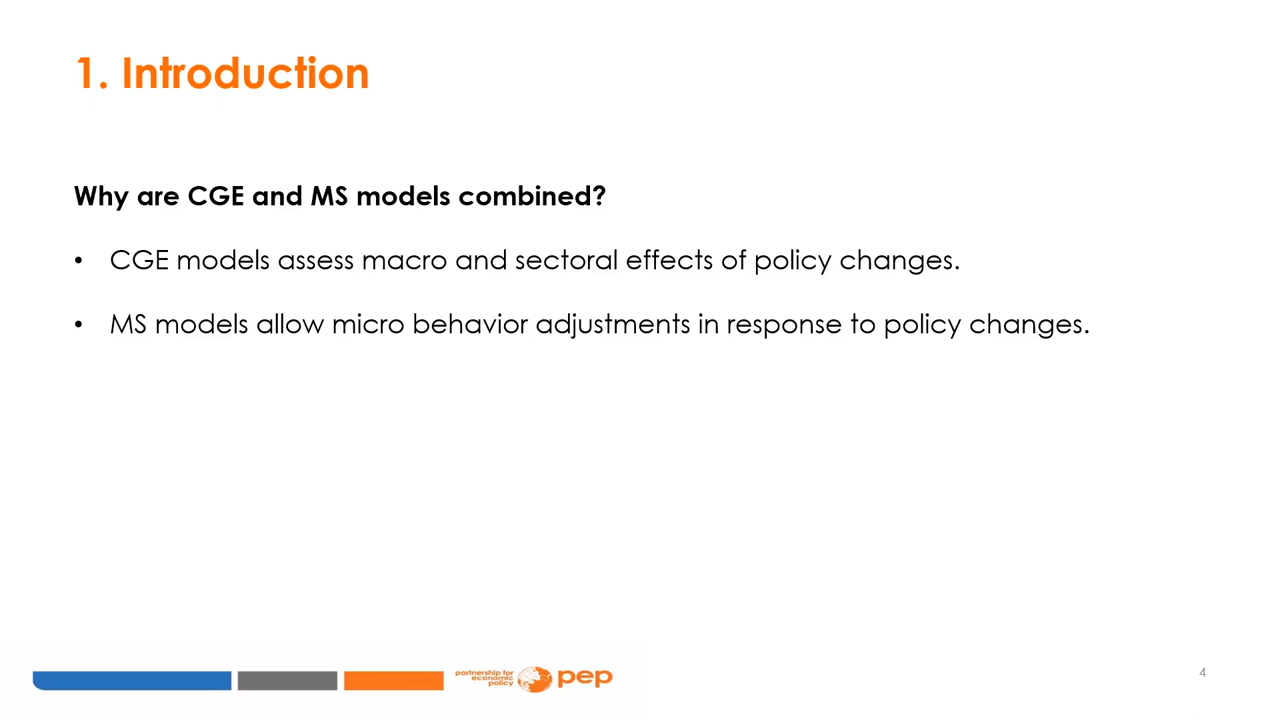 1. Introduction
Why are CGE and MS models combined?
• CGE models assess macro and sectoral effects of policy changes.
• MS models allow micro behavior adjustments in response to policy changes.
partnership for
economic
policy
pep
4